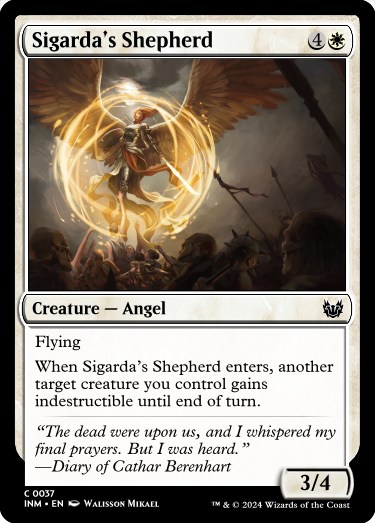 Sigarda's Shepherd 4
Creature — Angel
Flying
When Sigarda's Shepherd enters, another
target creature you control gains
indestructible until end of turn.
"The dead were upon us, and I whispered my
final prayers. But I was heard."
—Diary of Cathar Berenhart
3/4
C 0037
INM • EN Walisson Mikael
™ & © 2024 Wizards of the Coast